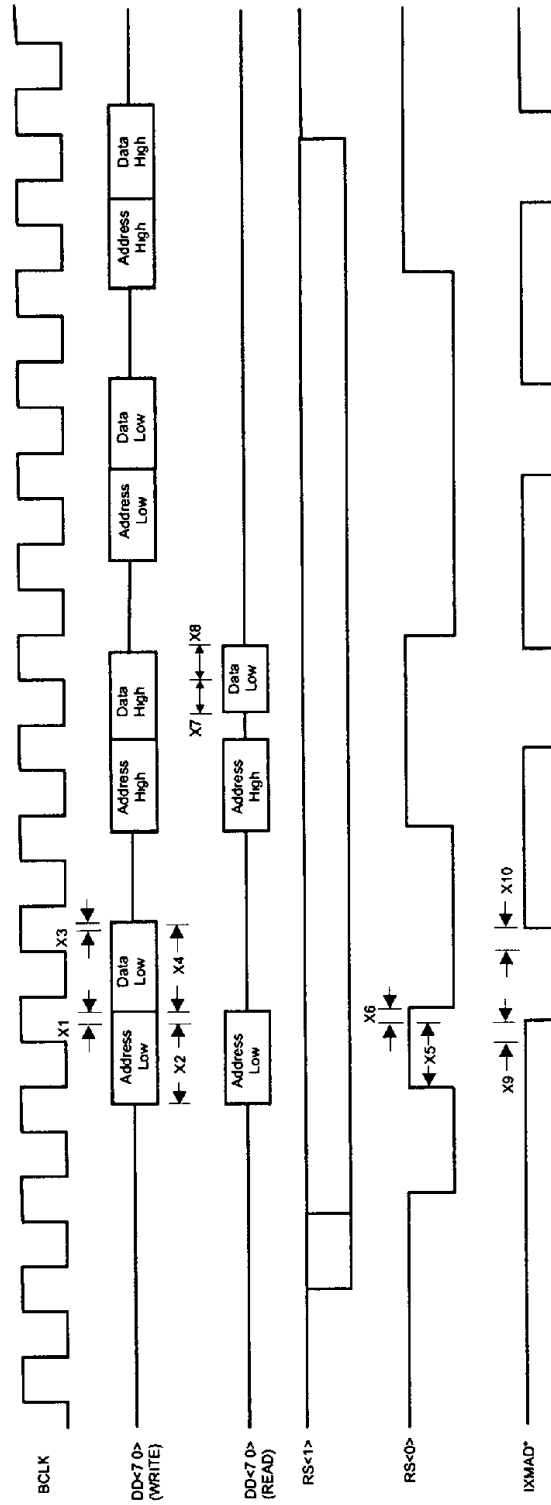 BCLK
X1
X3
DD<7 0>
(WRITE)
Address
Low
Data
Low
Address
High
Data
High
Address
Low
Data
Low
Address
High
Data
High
X2
X4
X7
X8
DD<7 0>
(READ)
Address
Low
Address
High
Data
Low
RS<1>
X6
RS<0>
X5
X10
X9
IXMAD*